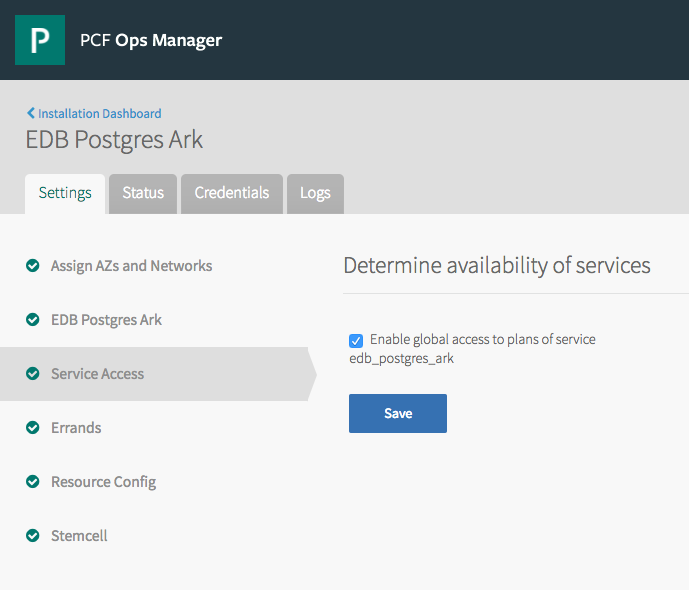 P
PCF Ops Manager
Installation Dashboard
EDB Postgres Ark
Settings
Status
Credentials
Logs
Assign AZs and Networks
EDB Postgres Ark
Service Access
Errands
Resource Config
Stemcell
Determine availability of services
Enable global access to plans of service
edb_postgres_ark
Save